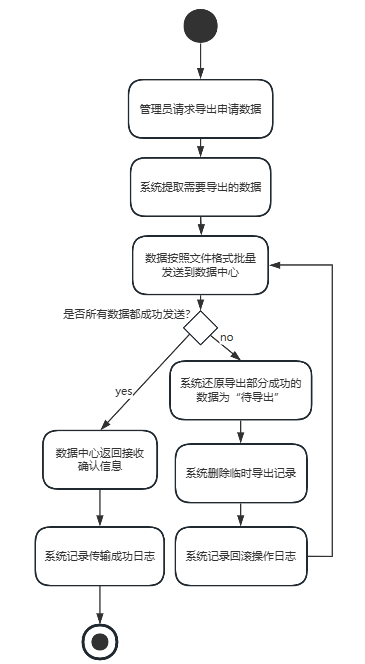 管理员请求导出申请数据
系统提取需要导出的数据
数据按照文件格式批量
发送到数据中心
是否所有数据都成功发送?
no
系统还原导出部分成功的
数据为“待导出”
yes
数据中心返回接收
确认信息
系统删除临时导出记录
系统记录传输成功日志
系统记录回滚操作日志